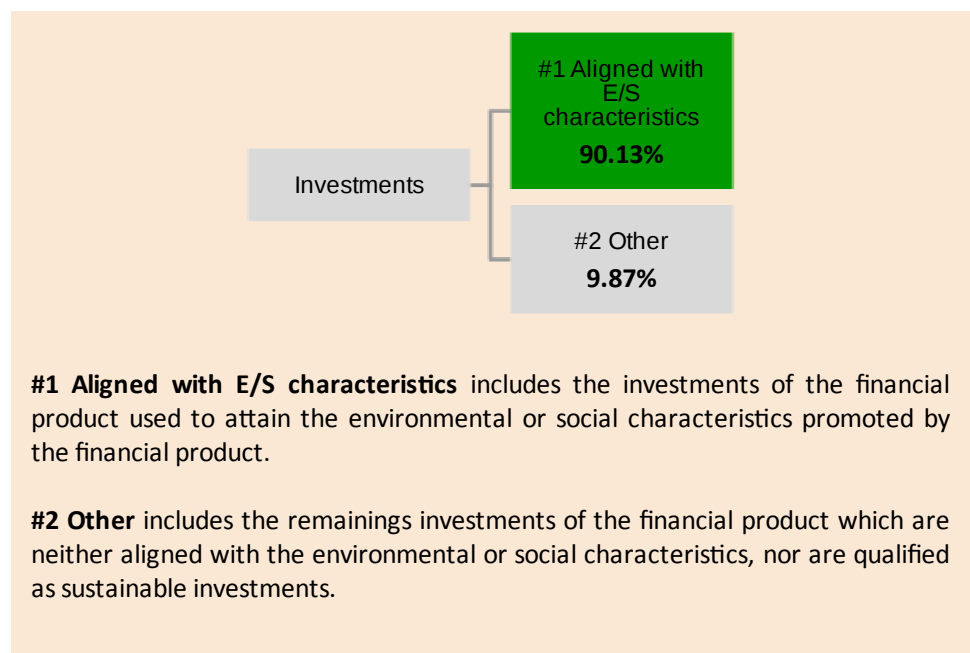 #1 Aligned with
E/S
characteristics
90.13%
Investments
#2 Other
9.87%
#1 Aligned with E/S characteristics includes the investments of the financial
product used to attain the environmental or social characteristics promoted by
the financial product.
#2 Other includes the remainings investments of the financial product which are
neither aligned with the environmental or social characteristics, nor are qualified
as sustainable investments.